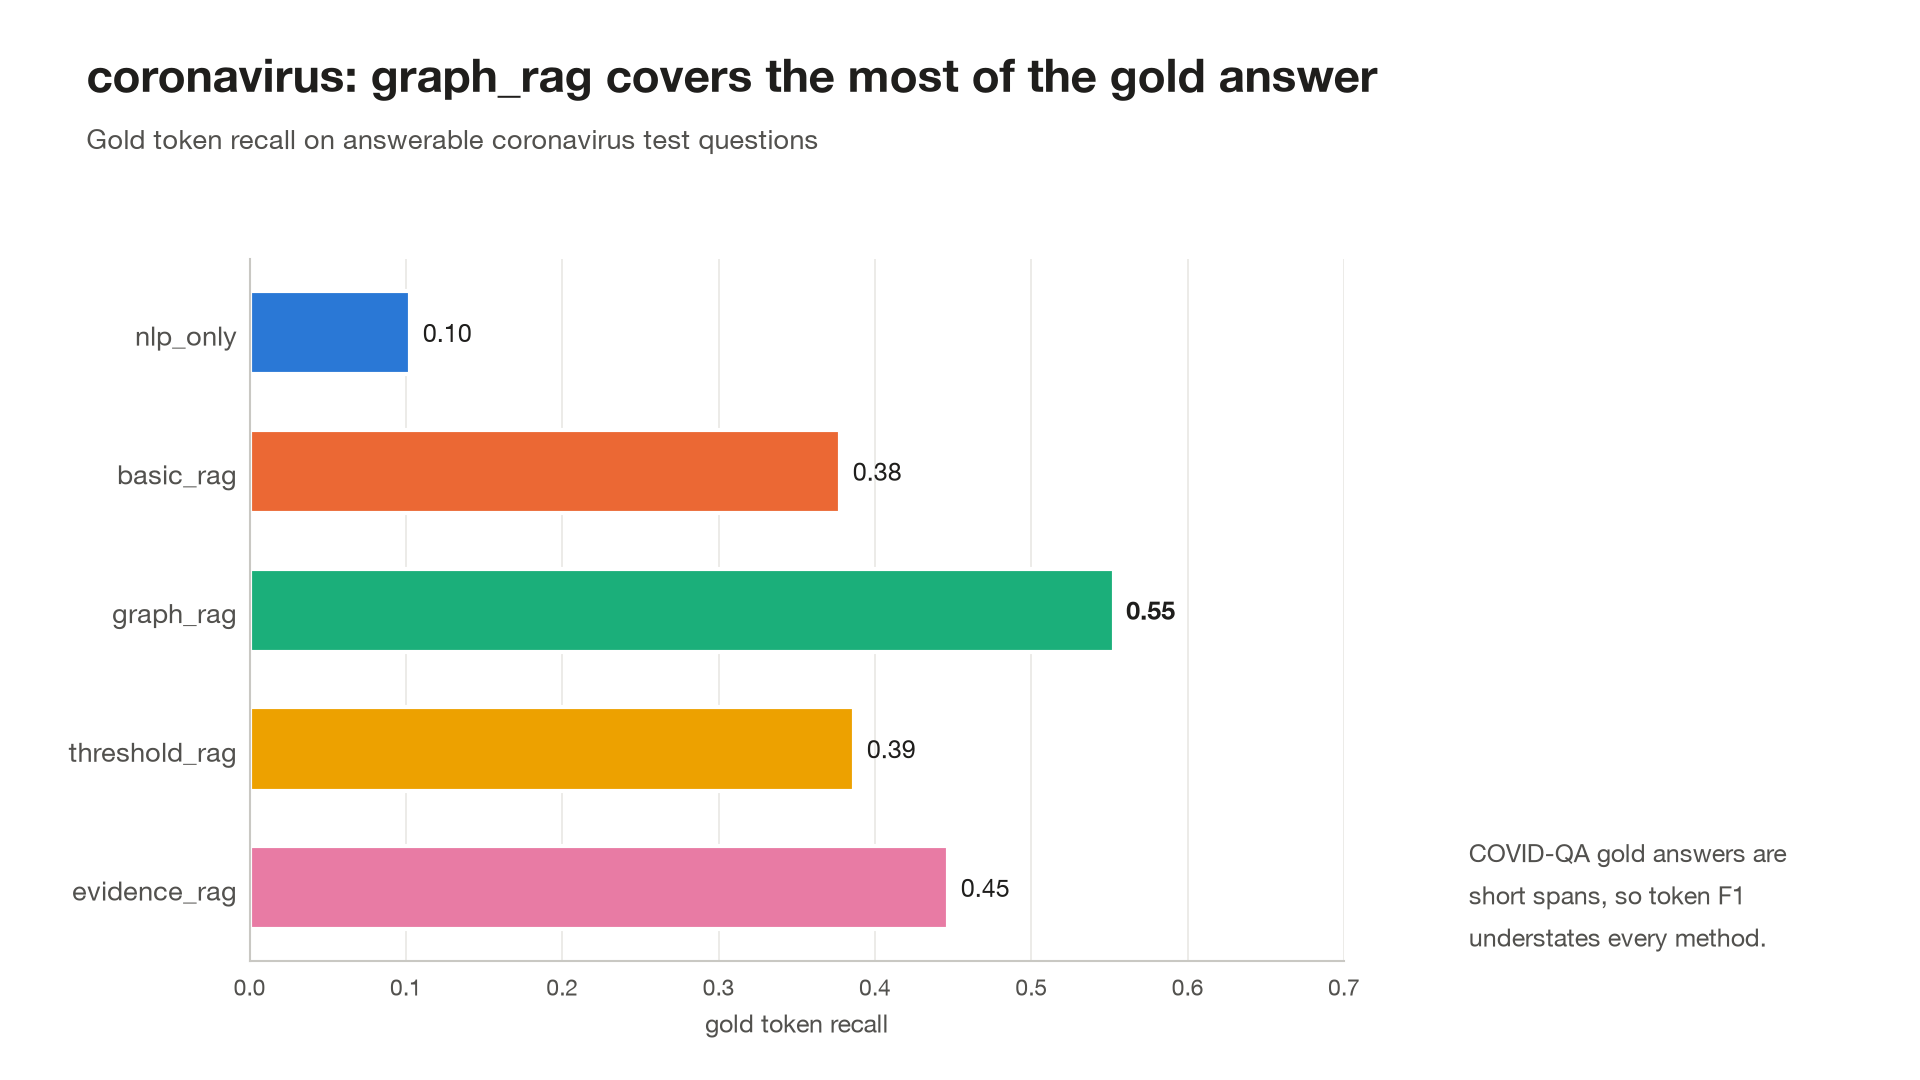 coronavirus: graph_rag covers the most of the gold answer
Gold token recall on answerable coronavirus test questions
nlp_only
0.10
basic_rag
0.38
graph_rag
0.55
threshold_rag
0.39
evidence_rag
0.45
COVID-QA gold answers are
short spans, so token F1
understates every method.
0.0 0.1 0.2 0.3 0.4 0.5 0.6 0.7
gold token recall